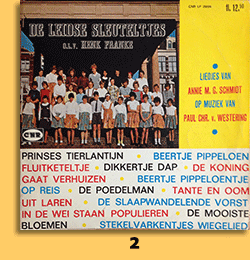 CNR LP
fl. 12.50
DE LEIDSE SLEUTELTJES
O.L.V. HENK FRANKE
LIEDJES VAN
ANNIE M. G. SCHMIDT
OP MUZIEK VAN
PAUL CHR. v. WESTERING
CNR
PRINSES TIERLANTIJN • BEERTJE PIPPELOEN
FLUITKETELTJE • DIKKERTJE DAP • DE KONING
GAAT VERHUIZEN • BEERTJE PIPPELOENTJE
OP REIS • DE POEDELMAN • TANTE EN OOM
UIT LAREN • DE SLAAPWANDELENDE VORST
IN DE WEI STAAN POPULIEREN • DE MOOISTE
BLOEMEN • STEKELVARKENTJES WIEGELIED
2